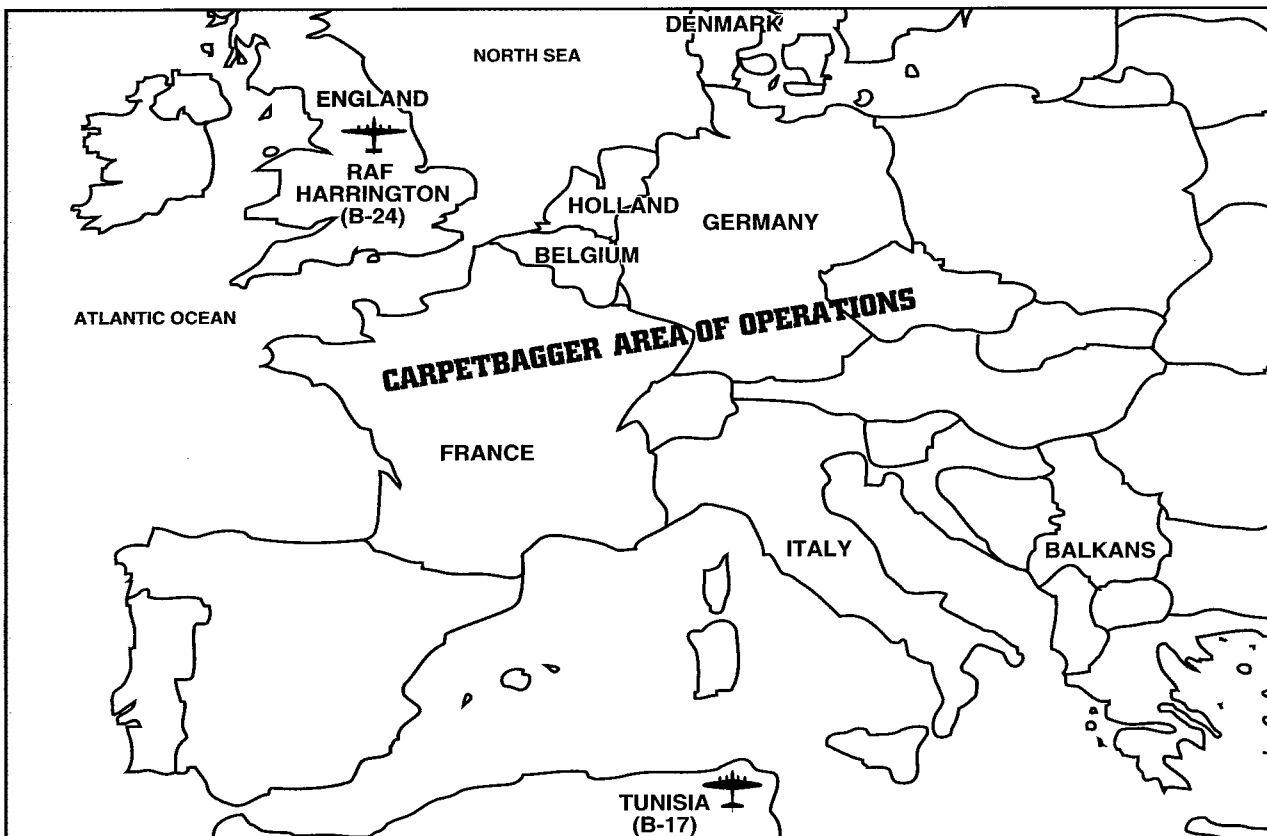 DENMARK
NORTH SEA
ENGLAND
RAF
HARRINGTON
(B-24)
HOLLAND
GERMANY
BELGIUM
ATLANTIC OCEAN
CARPETBAGGER AREA OF OPERATIONS
FRANCE
ITALY
BALKANS
TUNISIA
(B-17)